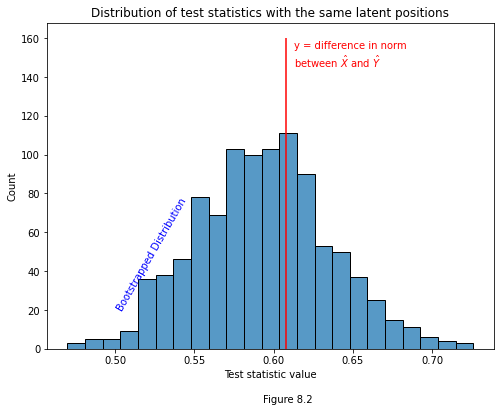 Distribution of test statistics with the same latent positions
160
140
120
100
80
60
40
20
0
Count
y = difference in norm
between X̂ and Ŷ
Bootstrapped Distribution
0.50 0.55 0.60 0.65 0.70
Test statistic value
Figure 8.2